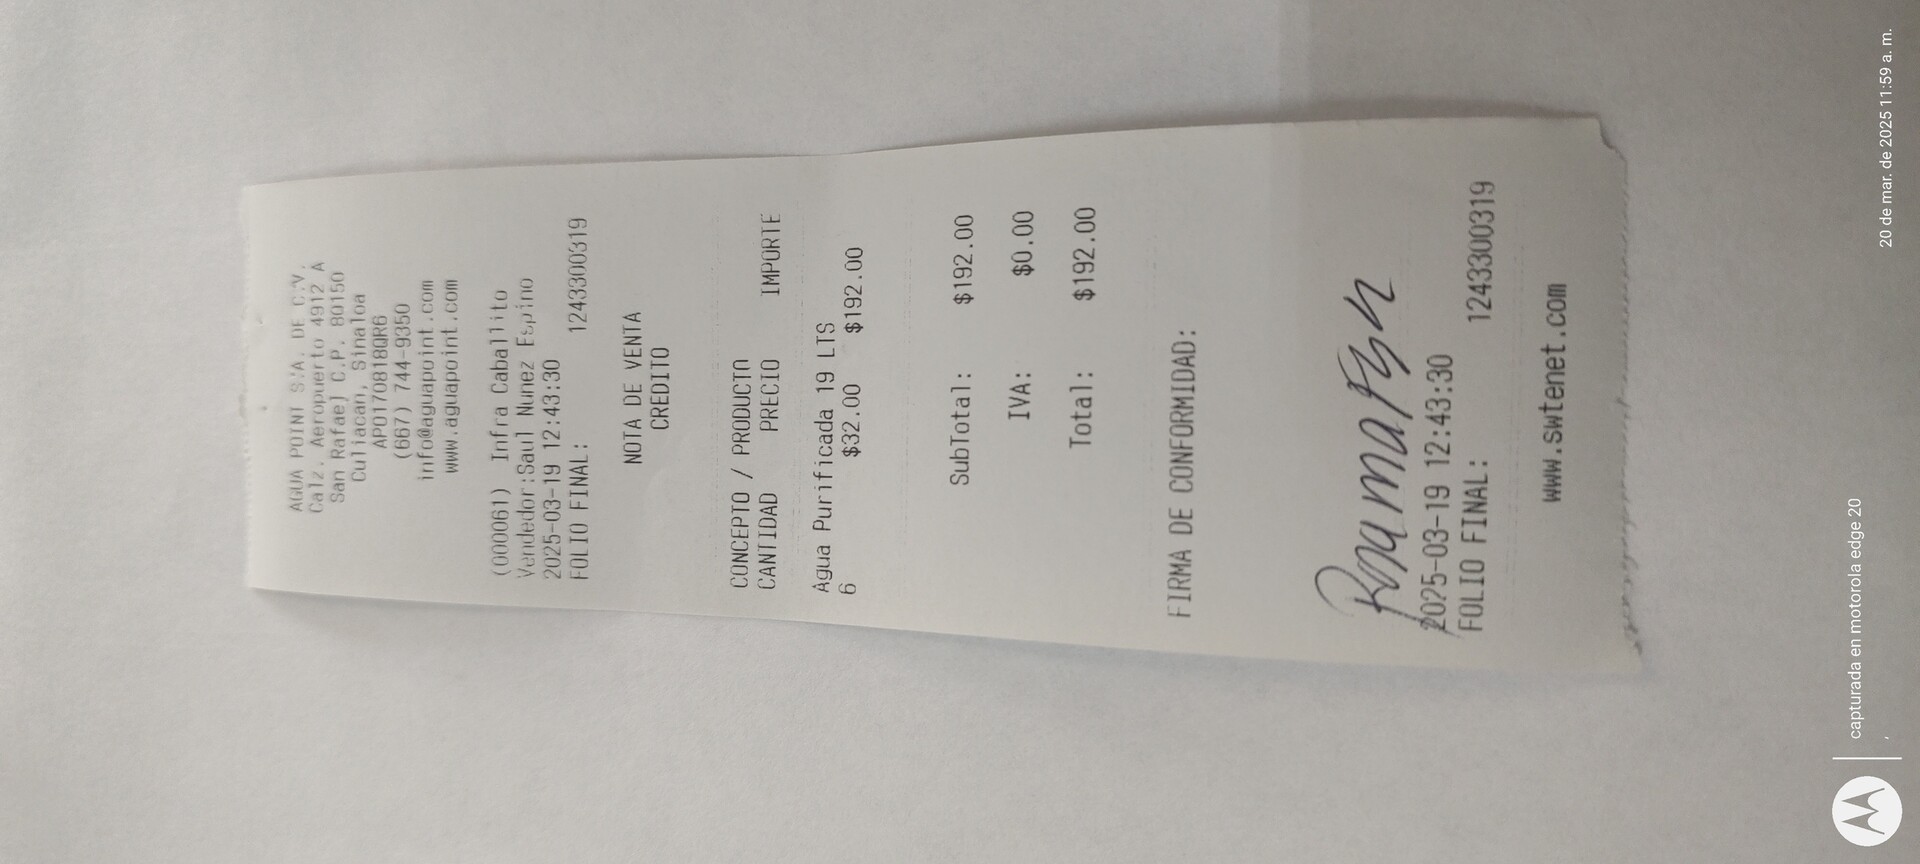 AGUA POINT S.A. DE C.V.
Calz. Aeropuerto 4912 A
San Rafael C.P. 80150
Culiacan, Sinaloa
APO170818QR6
(667) 744-9350
info@aguapoint.com
www.aguapoint.com
(000061) Infra Caballito
Vendedor:Saul Nunez Espino
2025-03-19 12:43:30
FOLIO FINAL: 1243300319
NOTA DE VENTA
CREDITO
CONCEPTO / PRODUCTO
CANTIDAD PRECIO IMPORTE
Agua Purificada 19 LTS
6 $32.00 $192.00
SubTotal: $192.00
IVA: $0.00
Total: $192.00
FIRMA DE CONFORMIDAD:
2025-03-19 12:43:30
FOLIO FINAL: 1243300319
www.swtenet.com
capturada en motorola edge 20
20 de mar. de 2025 11:59 a. m.